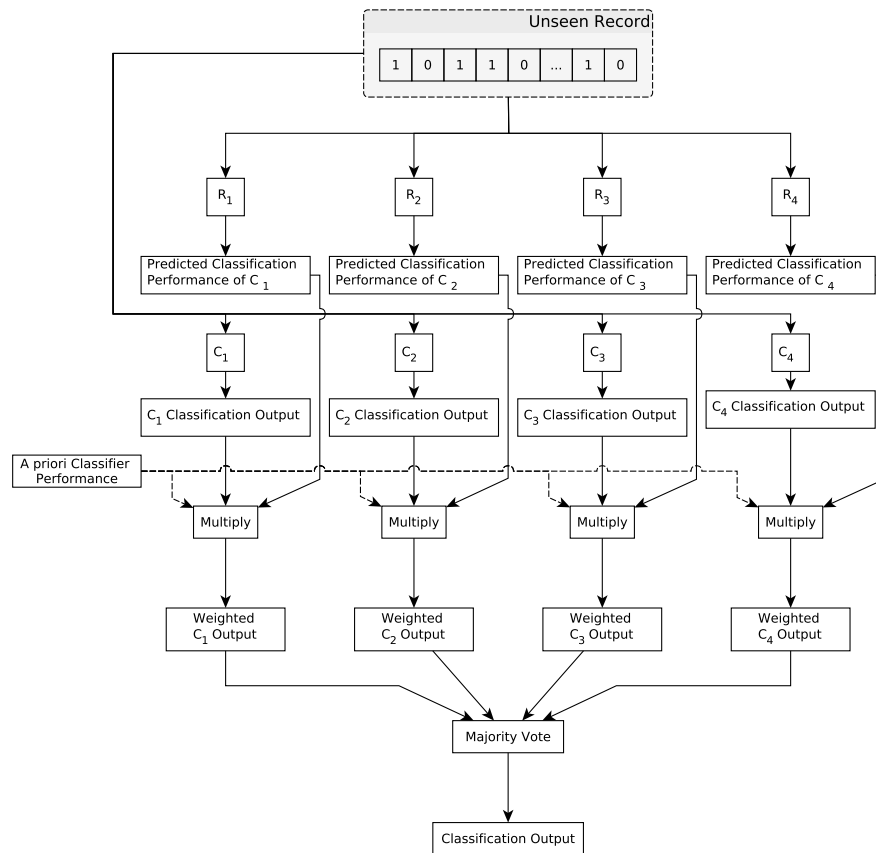 Unseen Record
1 0 1 1 0 ... 1 0
R1 R2 R3 R4
Predicted Classification
Performance of C 1
Predicted Classification
Performance of C 2
Predicted Classification
Performance of C 3
Predicted Classification
Performance of C 4
C1 C2 C3 C4
C1 Classification Output
C2 Classification Output
C3 Classification Output
C4 Classification Output
A priori Classifier
Performance
Multiply Multiply Multiply Multiply
Weighted
C1 Output
Weighted
C2 Output
Weighted
C3 Output
Weighted
C4 Output
Majority Vote
Classification Output